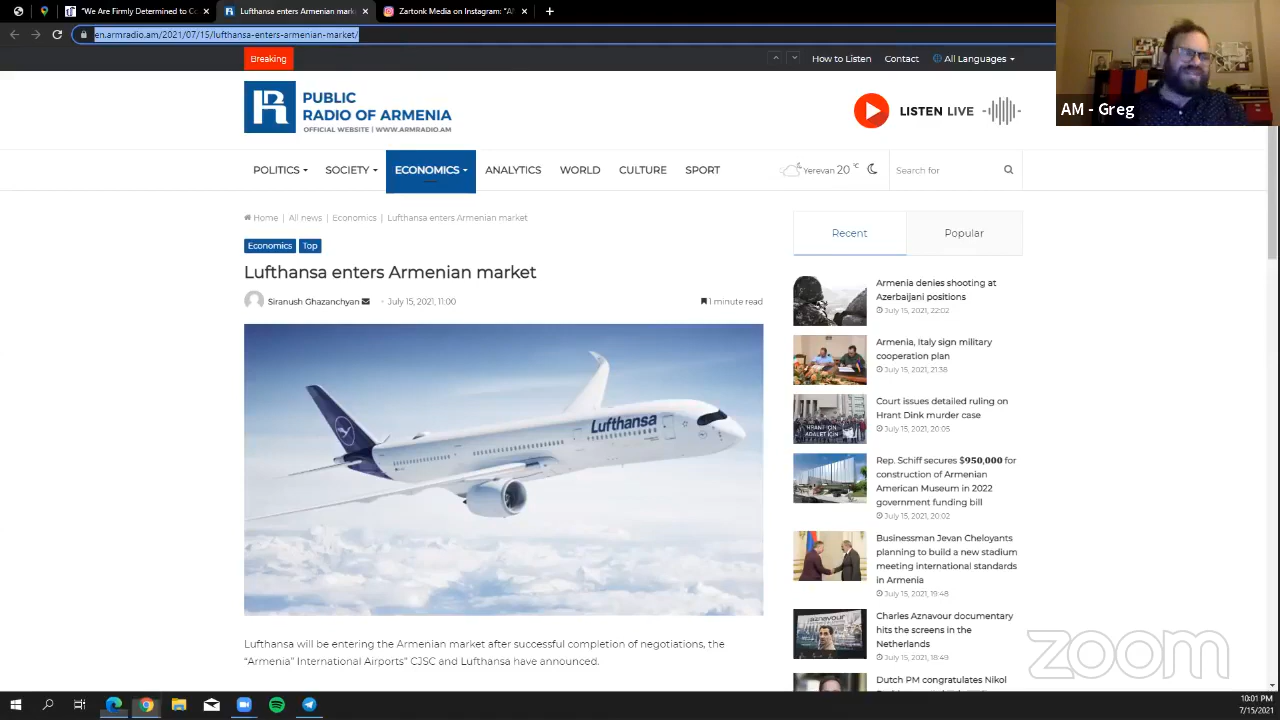 "We Are Firmly Determined to Co
Lufthansa enters Armenian mark
Zartonk Media on Instagram: "Al
en.armradio.am/2021/07/15/lufthansa-enters-armenian-market/
Breaking
How to Listen
Contact
All Languages
PUBLIC
RADIO OF ARMENIA
OFFICIAL WEBSITE | WWW.ARMRADIO.AM
LISTEN LIVE
POLITICS
SOCIETY
ECONOMICS
ANALYTICS
WORLD
CULTURE
SPORT
Yerevan 20 °C
Search for
Home | All news | Economics | Lufthansa enters Armenian market
Economics
Top
Lufthansa enters Armenian market
Siranush Ghazanchyan
July 15, 2021, 11:00
1 minute read
Lufthansa
Lufthansa will be entering the Armenian market after successful completion of negotiations, the
"Armenia" International Airports" CJSC and Lufthansa have announced.
Recent
Popular
Armenia denies shooting at
Azerbaijani positions
July 15, 2021, 22:02
Armenia, Italy sign military
cooperation plan
July 15, 2021, 21:38
HRANT İÇİN
ADALET İÇİN
Court issues detailed ruling on
Hrant Dink murder case
July 15, 2021, 20:05
Rep. Schiff secures $950,000 for
construction of Armenian
American Museum in 2022
government funding bill
July 15, 2021, 20:02
Businessman Jevan Cheloyants
planning to build a new stadium
meeting international standards
in Armenia
July 15, 2021, 19:48
aznavour
Charles Aznavour documentary
hits the screens in the
Netherlands
July 15, 2021, 18:49
Dutch PM congratulates Nikol
AM - Greg
zoom
10:01 PM
7/15/2021